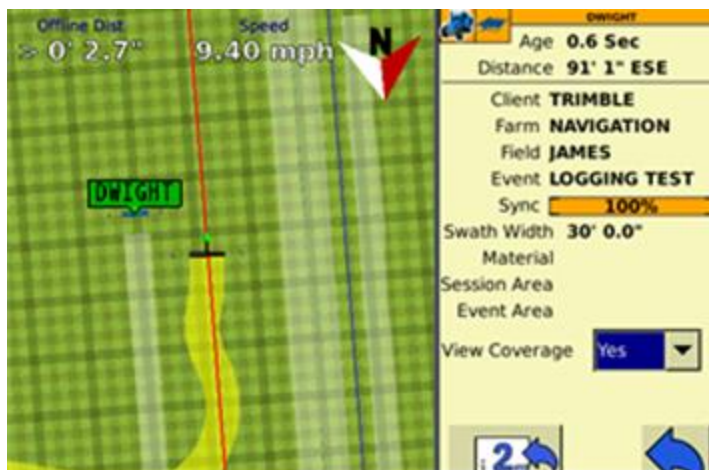 Offline Dist
> 0' 2.7"
Speed
9.40 mph
N
DWIGHT
DWIGHT
Age 0.6 Sec
Distance 91' 1" ESE
Client TRIMBLE
Farm NAVIGATION
Field JAMES
Event LOGGING TEST
Sync 100%
Swath Width 30' 0.0"
Material
Session Area
Event Area
View Coverage Yes
2